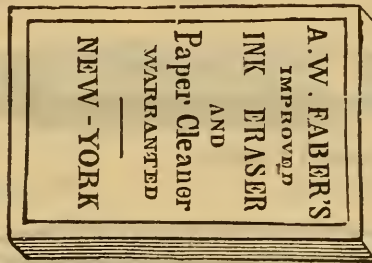 A.W. FABER'S
IMPROVED
INK ERASER
AND
Paper Cleaner
WARRANTED
NEW-YORK